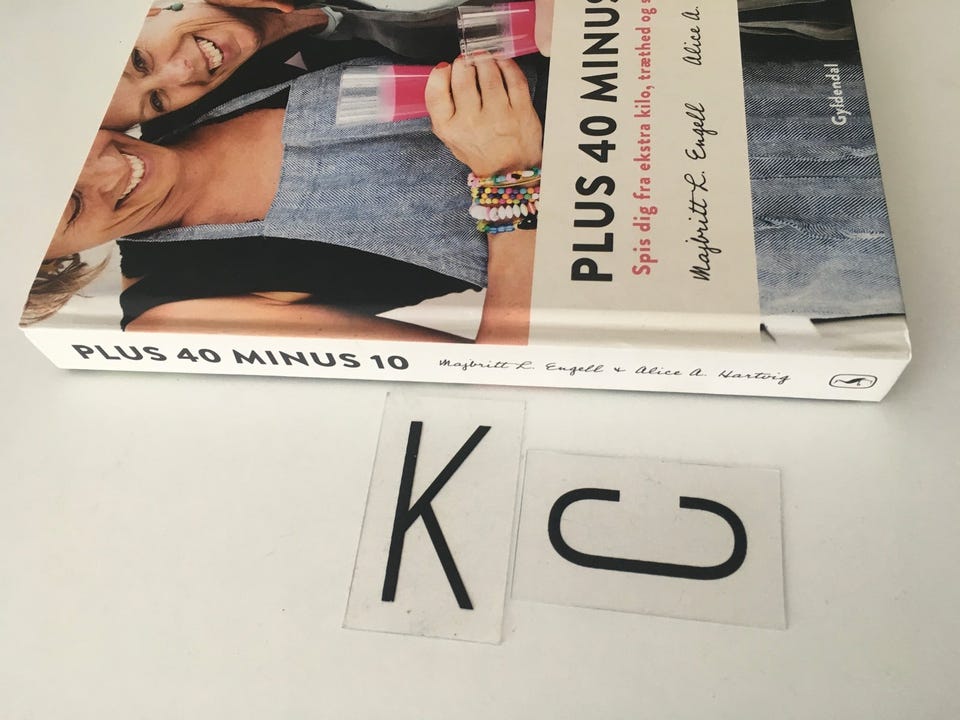 PLUS 40 MINUS
Spis dig fra ekstra kilo, træthed og
Majbritt L. Engell Alice A.
Gyldendal
PLUS 40 MINUS 10 Majbritt L. Engell & Alice A. Hartvig
K C